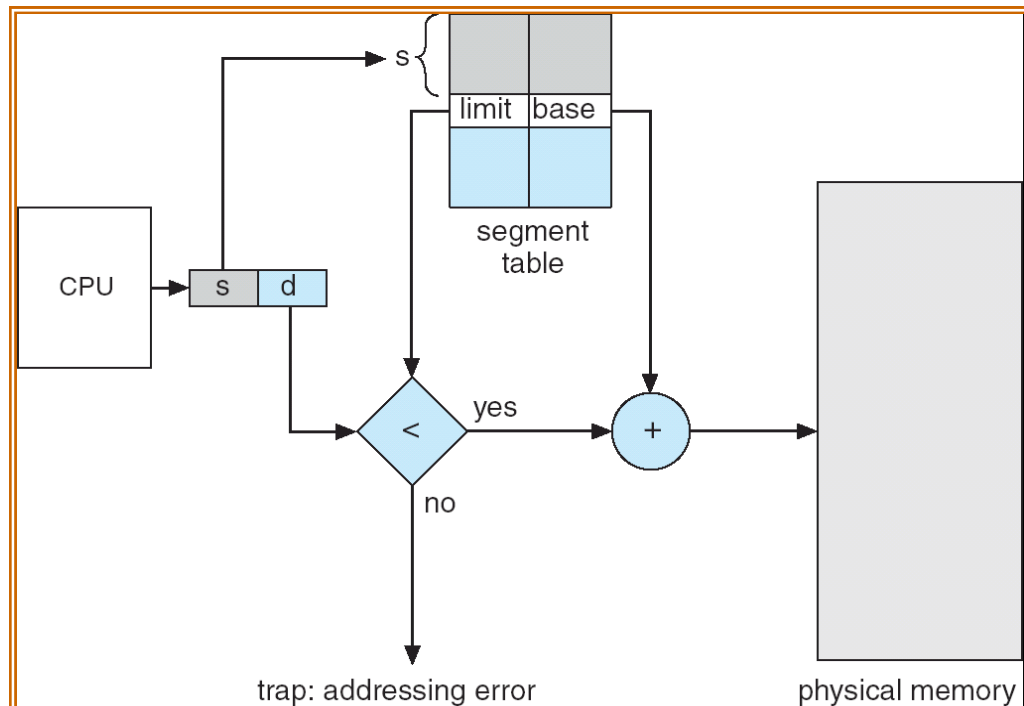 s
limit base
segment
table
CPU
s d
yes
<
+
no
trap: addressing error
physical memory